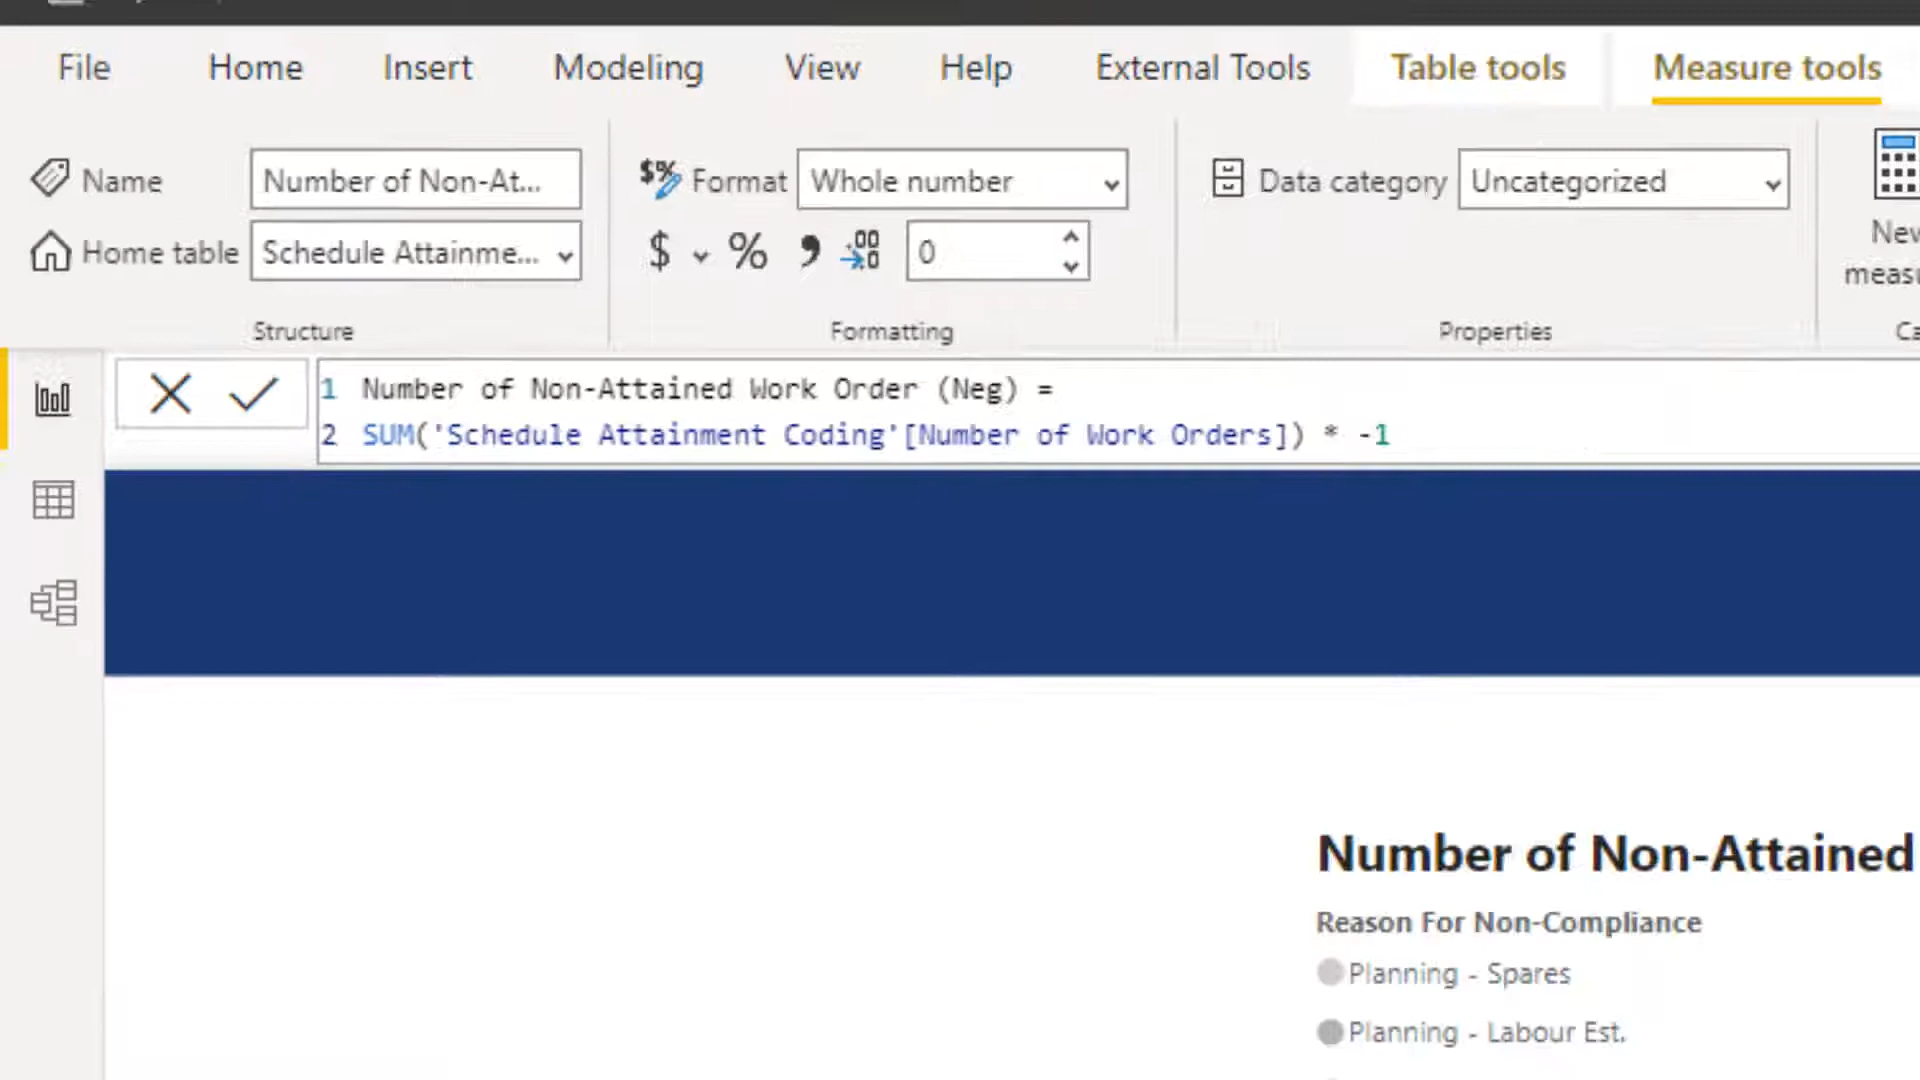 File Home Insert Modeling View Help External Tools Table tools Measure tools
Name Number of Non-At... $% Format Whole number Data category Uncategorized
Home table Schedule Attainme... $ % , .00 .0 0
Structure Formatting Properties
1 Number of Non-Attained Work Order (Neg) =
2 SUM('Schedule Attainment Coding'[Number of Work Orders]) * -1
Number of Non-Attained
Reason For Non-Compliance
Planning - Spares
Planning - Labour Est.